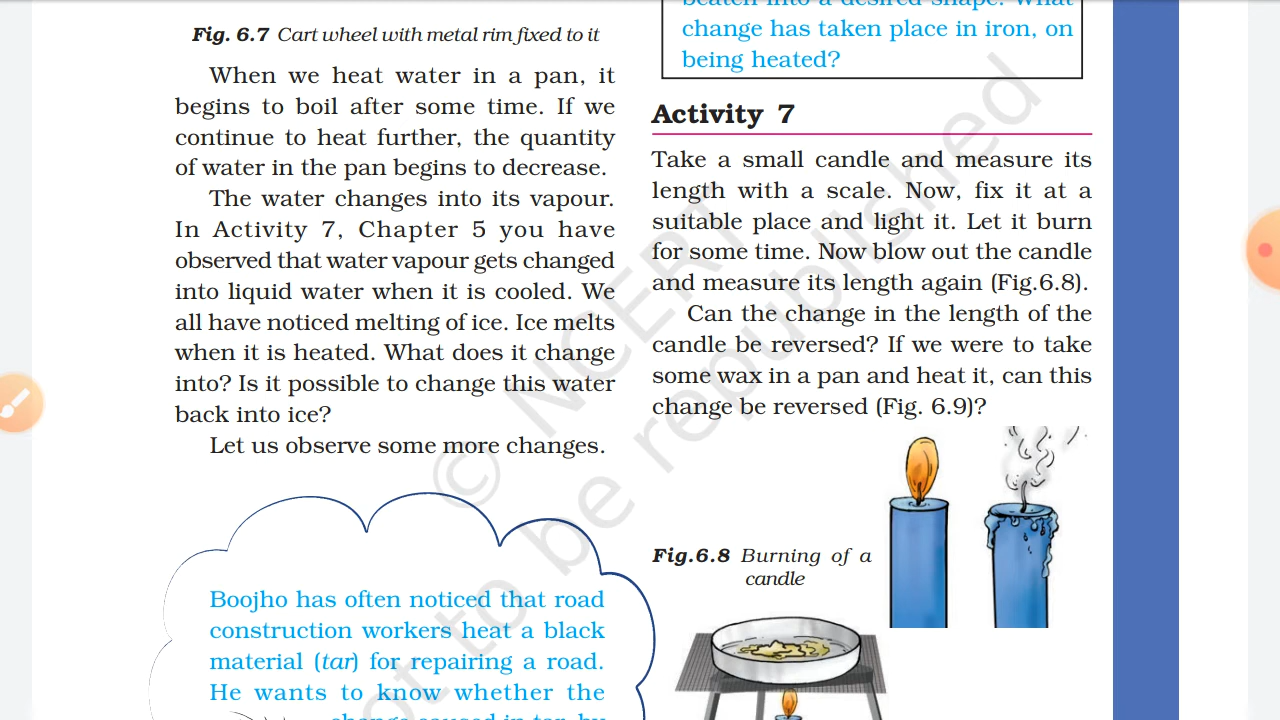 Fig. 6.7 Cart wheel with metal rim fixed to it
When we heat water in a pan, it
begins to boil after some time. If we
continue to heat further, the quantity
of water in the pan begins to decrease.
The water changes into its vapour.
In Activity 7, Chapter 5 you have
observed that water vapour gets changed
into liquid water when it is cooled. We
all have noticed melting of ice. Ice melts
when it is heated. What does it change
into? Is it possible to change this water
back into ice?
Let us observe some more changes.
Boojho has often noticed that road
construction workers heat a black
material (tar) for repairing a road.
He wants to know whether the
change caused in tar, by
beaten into a desired shape. What
change has taken place in iron, on
being heated?
Activity 7
Take a small candle and measure its
length with a scale. Now, fix it at a
suitable place and light it. Let it burn
for some time. Now blow out the candle
and measure its length again (Fig.6.8).
Can the change in the length of the
candle be reversed? If we were to take
some wax in a pan and heat it, can this
change be reversed (Fig. 6.9)?
Fig.6.8 Burning of a
candle
© NCERT
not to be republished